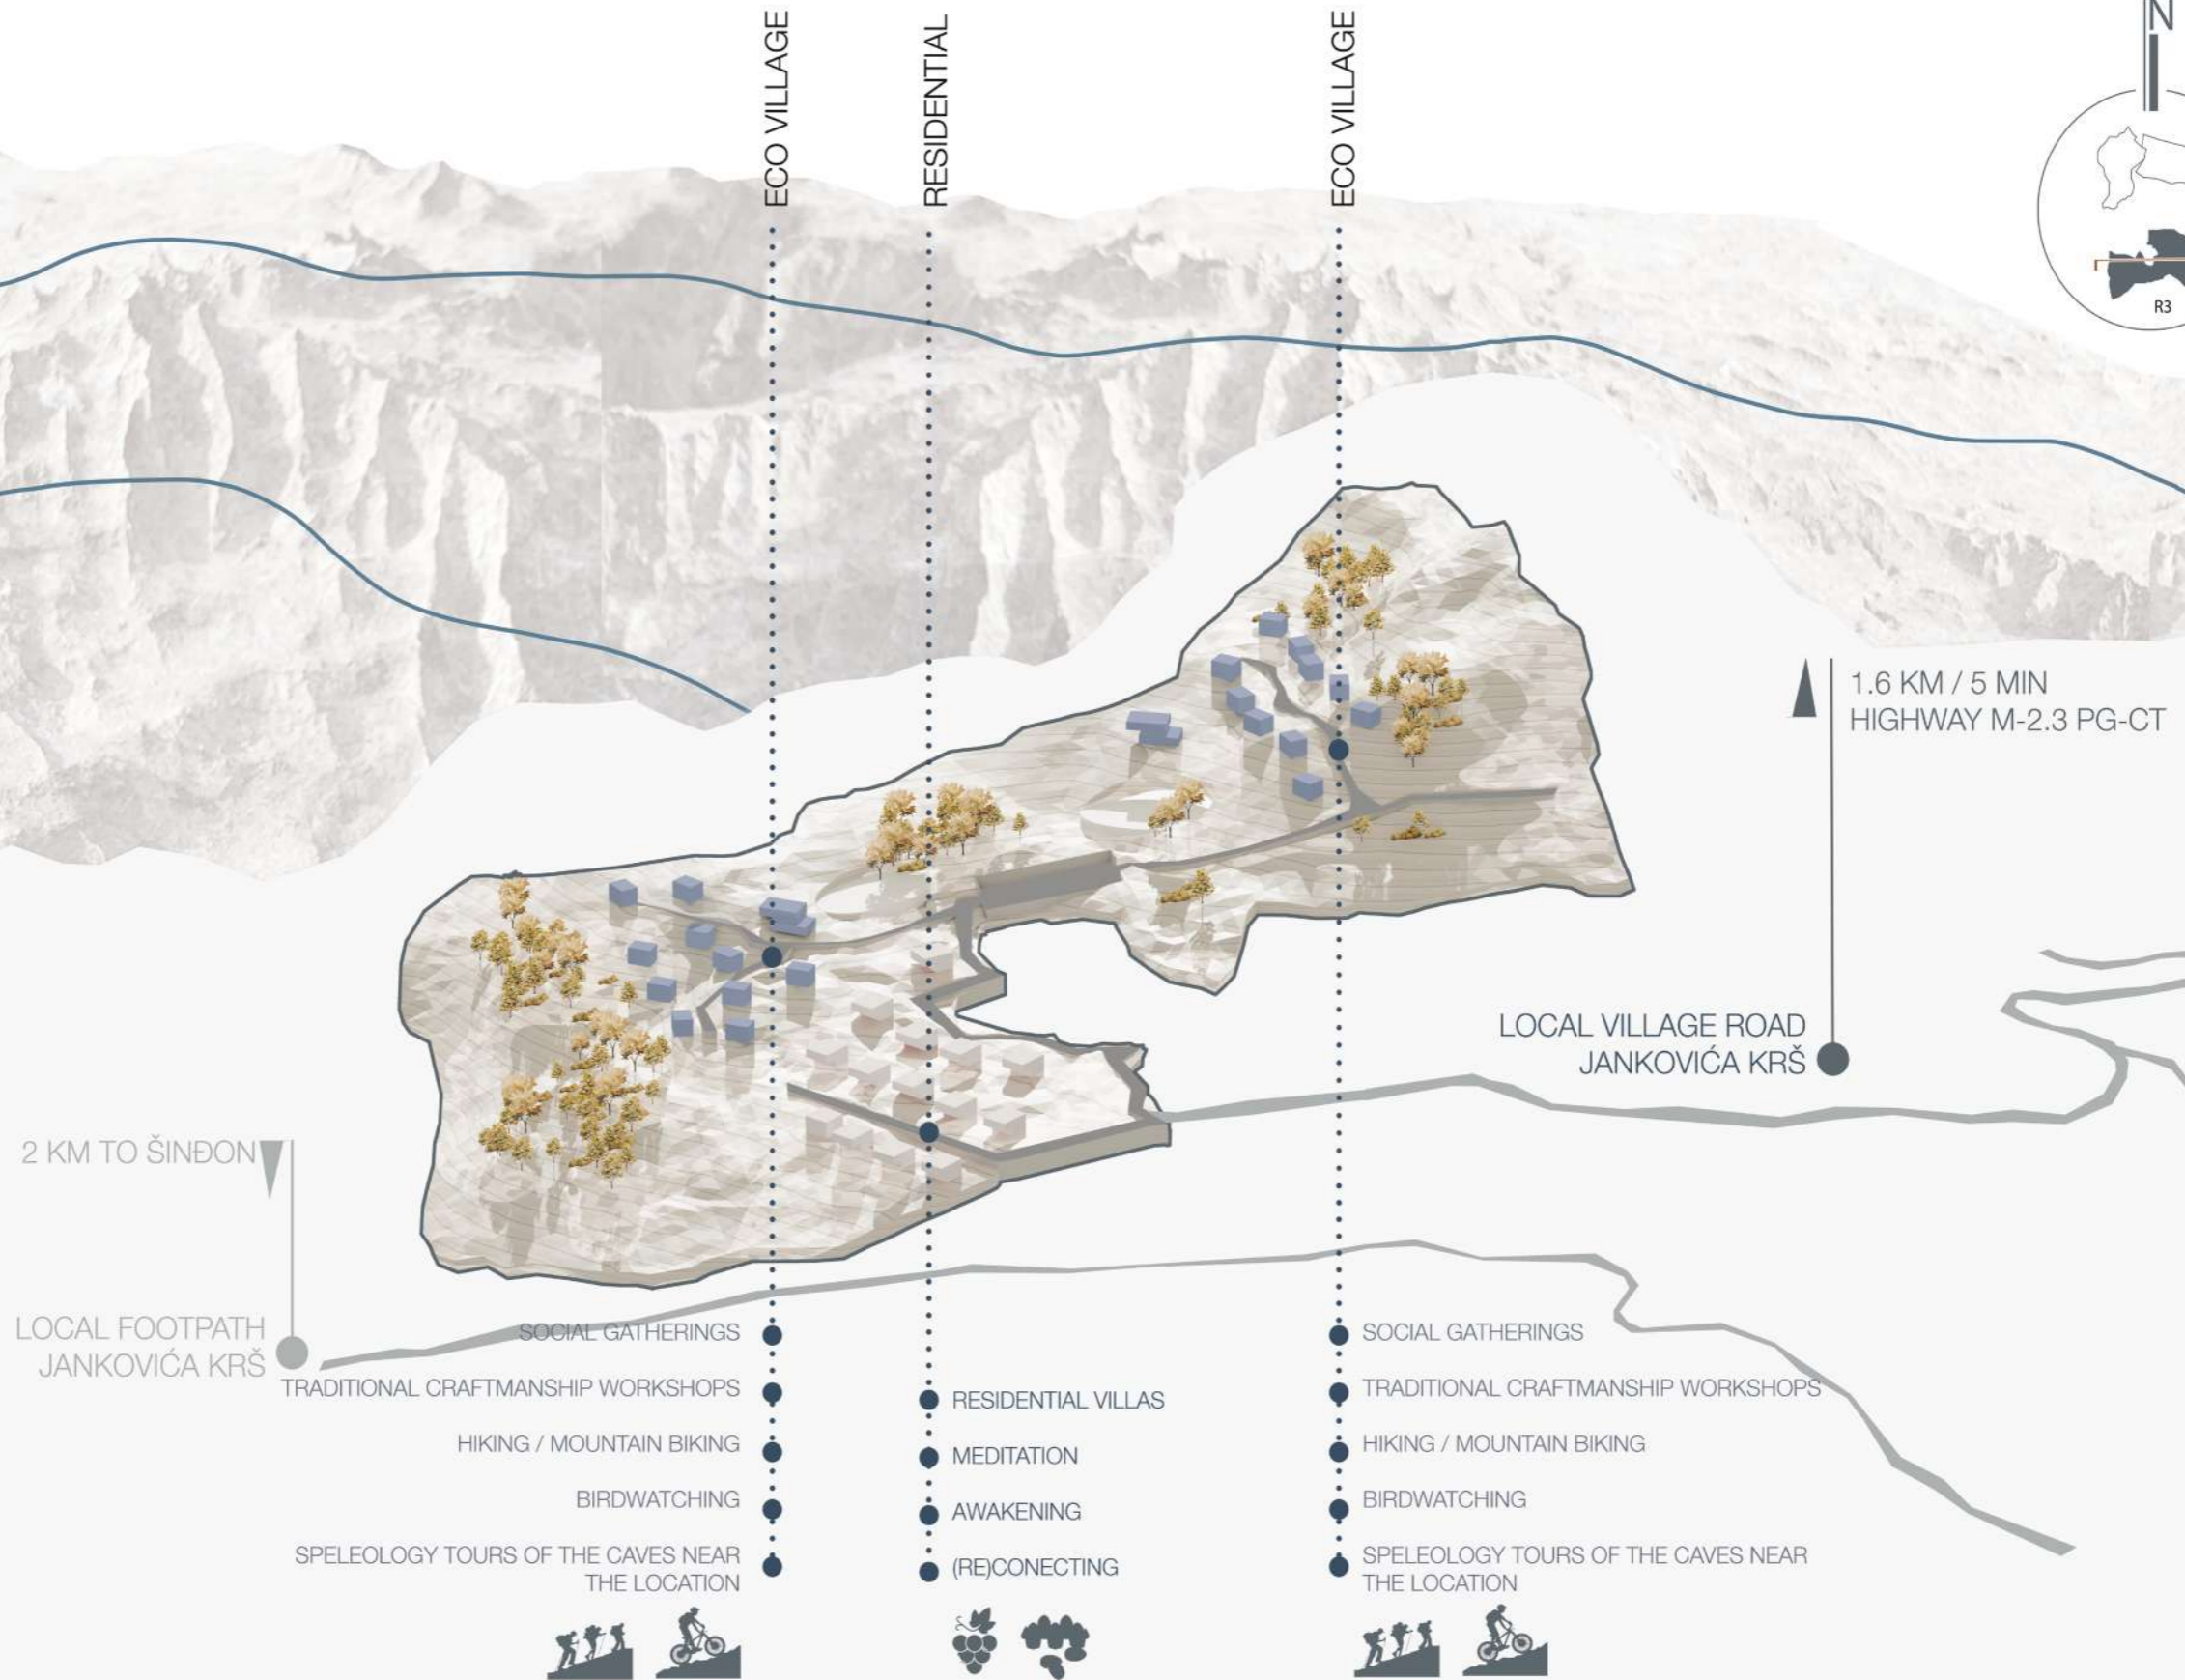 ECO VILLAGE
RESIDENTIAL
ECO VILLAGE
N
R3
1.6 KM / 5 MIN
HIGHWAY M-2.3 PG-CT
LOCAL VILLAGE ROAD
JANKOVIĆA KRŠ
2 KM TO ŠINĐON
LOCAL FOOTPATH
JANKOVIĆA KRŠ
SOCIAL GATHERINGS
TRADITIONAL CRAFTMANSHIP WORKSHOPS
HIKING / MOUNTAIN BIKING
BIRDWATCHING
SPELEOLOGY TOURS OF THE CAVES NEAR
THE LOCATION
RESIDENTIAL VILLAS
MEDITATION
AWAKENING
(RE)CONECTING
SOCIAL GATHERINGS
TRADITIONAL CRAFTMANSHIP WORKSHOPS
HIKING / MOUNTAIN BIKING
BIRDWATCHING
SPELEOLOGY TOURS OF THE CAVES NEAR
THE LOCATION